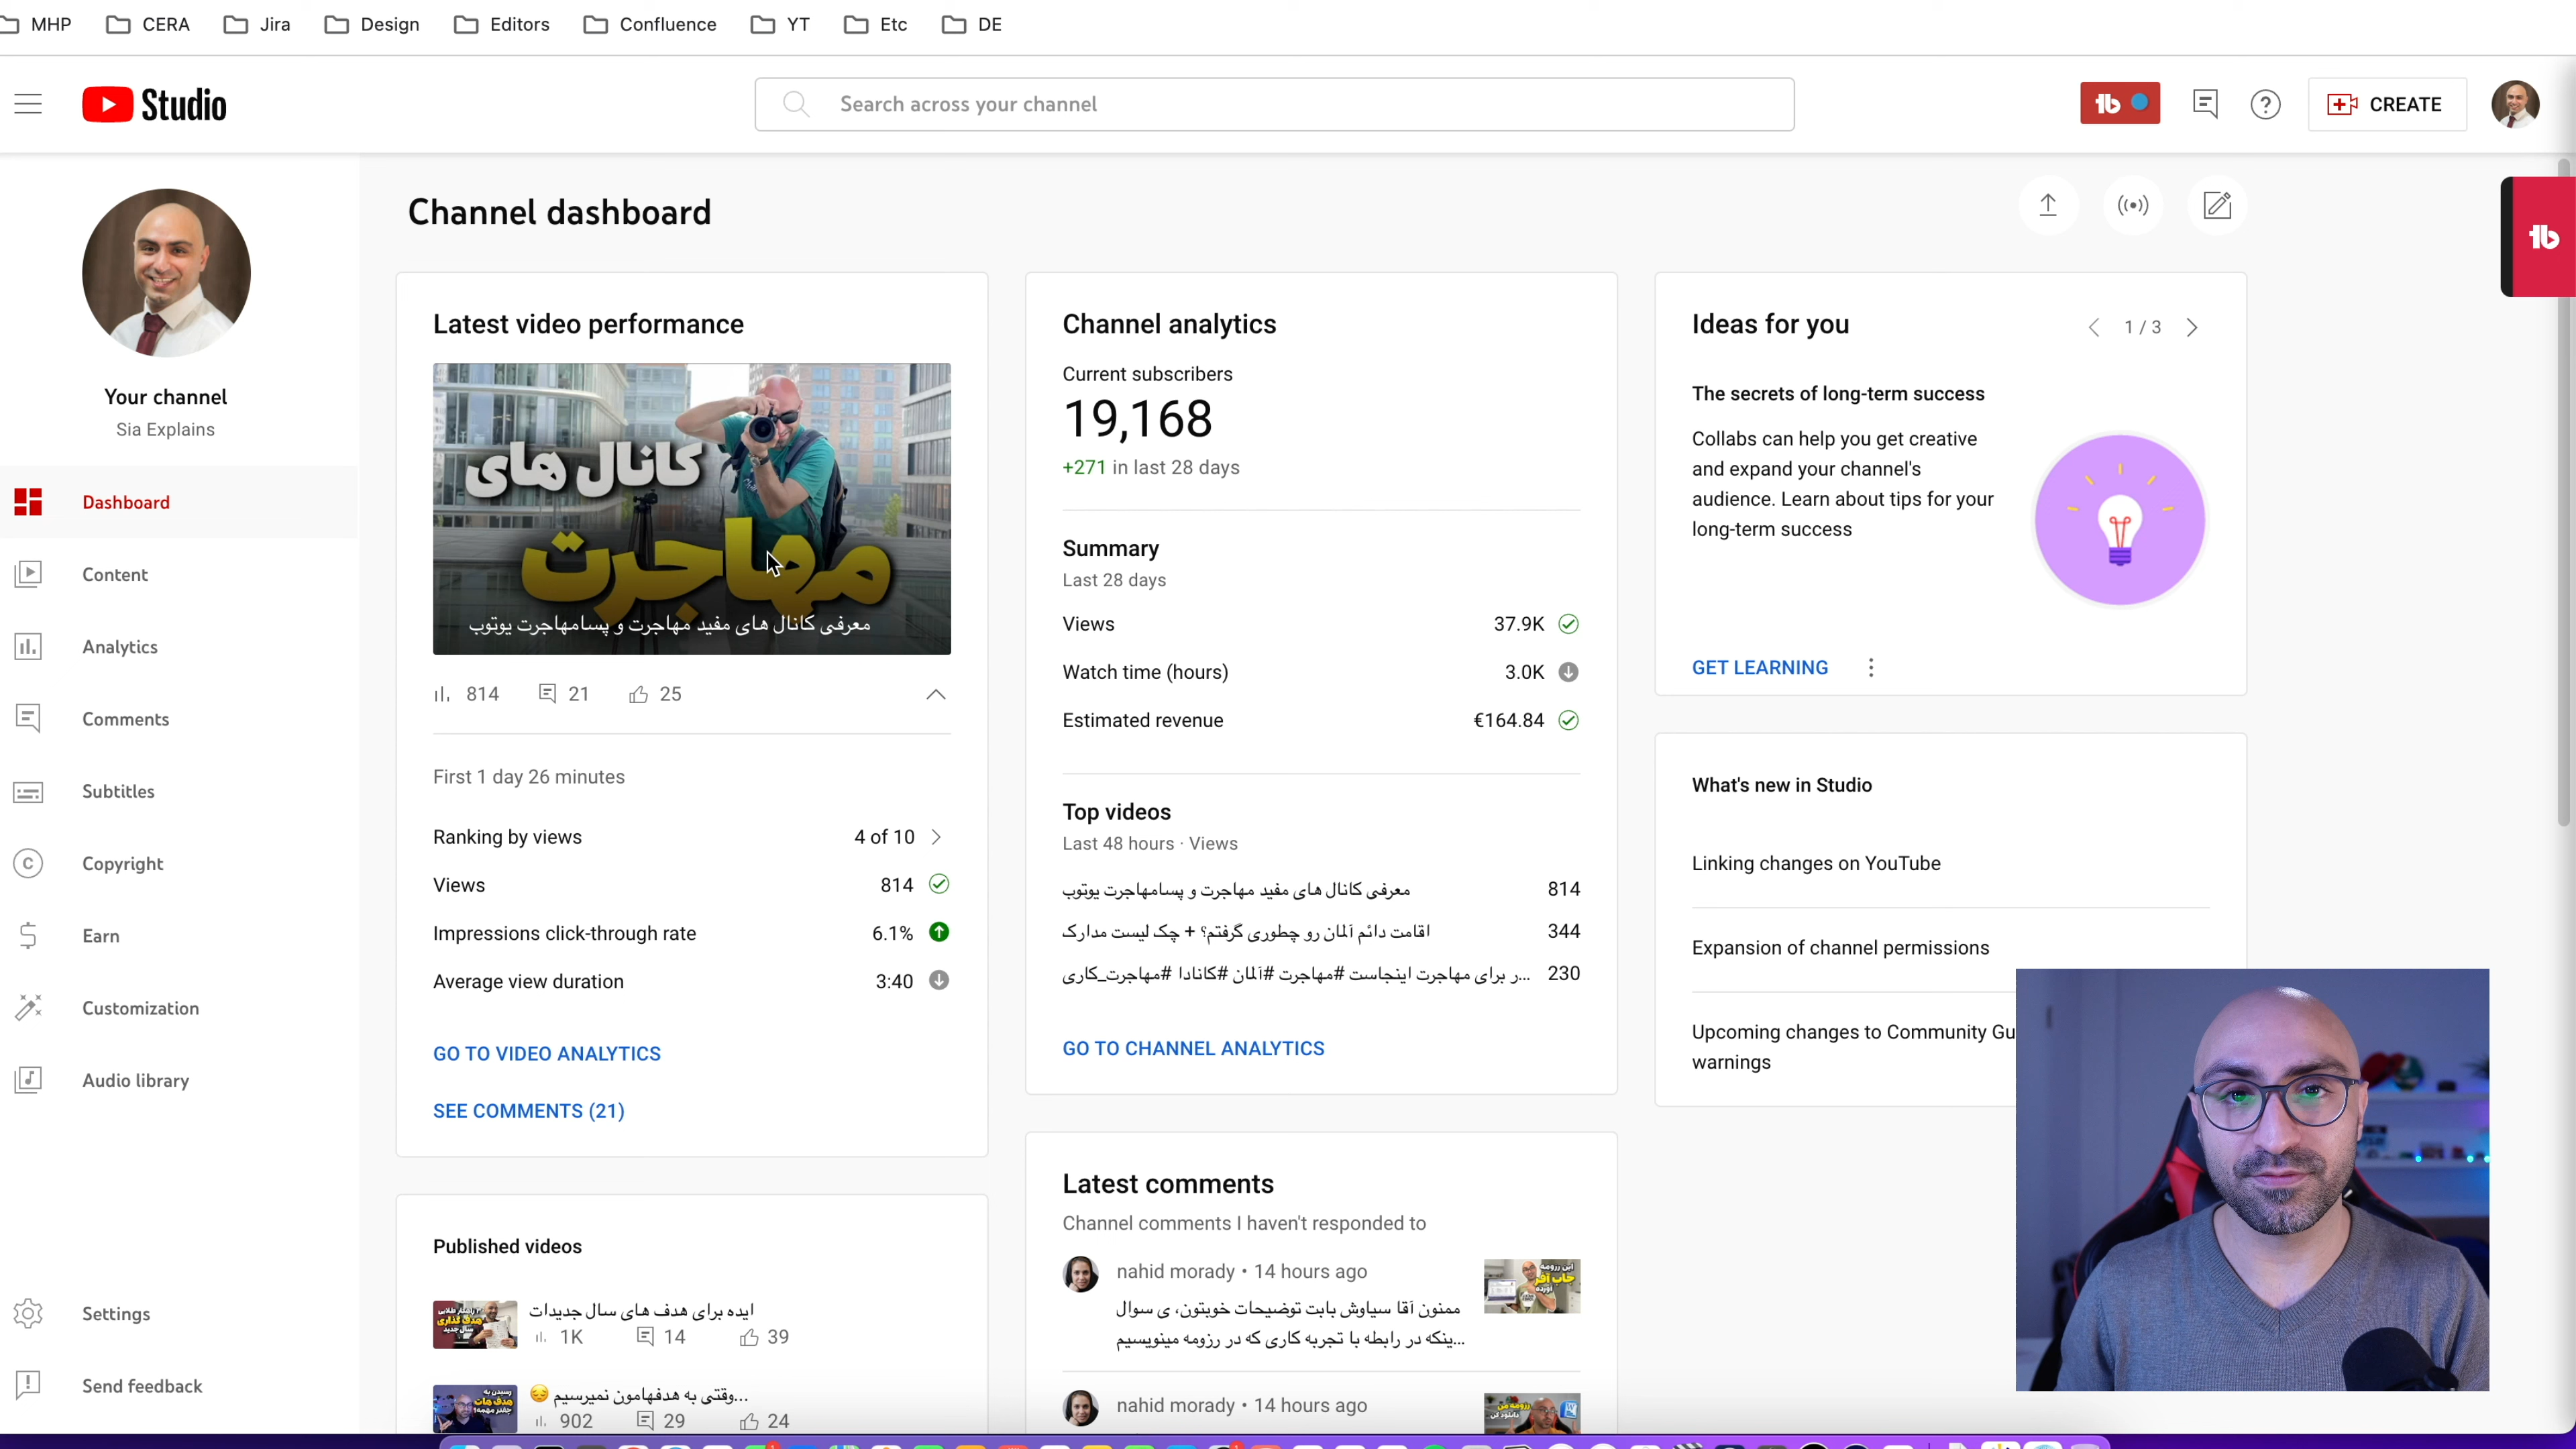 MHP CERA Jira Design Editors Confluence YT Etc DE
Studio
Search across your channel
CREATE
Your channel
Sia Explains
Dashboard
Content
Analytics
Comments
Subtitles
Copyright
Earn
Customization
Audio library
Settings
Send feedback
Channel dashboard
Latest video performance
کانال های
مهاجرت
معرفی کانال های مفید مهاجرت و پسامهاجرت یوتوب
814 21 25
First 1 day 26 minutes
Ranking by views 4 of 10
Views 814
Impressions click-through rate 6.1%
Average view duration 3:40
GO TO VIDEO ANALYTICS
SEE COMMENTS (21)
Published videos
ایده برای هدف های سال جدیدات
1K 14 39
وقتی به هدفهامون نمیرسیم 😔...
902 29 24
Channel analytics
Current subscribers
19,168
+271 in last 28 days
Summary
Last 28 days
Views 37.9K
Watch time (hours) 3.0K
Estimated revenue €164.84
Top videos
Last 48 hours · Views
معرفی کانال های مفید مهاجرت و پسامهاجرت یوتوب 814
اقامت دائم آلمان رو چطوری گرفتم؟ + چک لیست مدارک 344
ر برای مهاجرت اینجاست #مهاجرت #آلمان #کانادا #مهاجرت_کاری... 230
GO TO CHANNEL ANALYTICS
Latest comments
Channel comments I haven't responded to
nahid morady • 14 hours ago
ممنون آقا سیاوش بابت توضیحات خوبتون، ی سوال
ینکه در رابطه با تجربه کاری که در رزومه مینویسیم...
nahid morady • 14 hours ago
Ideas for you
1 / 3
The secrets of long-term success
Collabs can help you get creative
and expand your channel's
audience. Learn about tips for your
long-term success
GET LEARNING
What's new in Studio
Linking changes on YouTube
Expansion of channel permissions
Upcoming changes to Community Gu
warnings